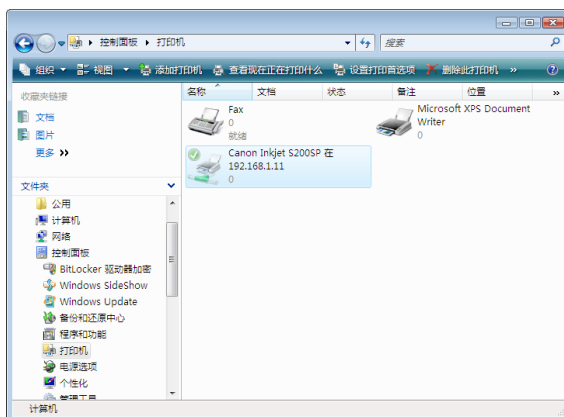 控制面板 ▸ 打印机
搜索
组织 视图 添加打印机 查看现在正在打印什么 设置打印首选项 删除此打印机 »
收藏夹链接
文档
图片
更多 »
文件夹
公用
计算机
网络
控制面板
BitLocker 驱动器加密
Windows SideShow
Windows Update
备份和还原中心
程序和功能
打印机
电源选项
个性化
管理工具
名称 文档 状态 备注 位置 »
Fax
0
就绪
Microsoft XPS Document
Writer
0
Canon Inkjet S200SP 在
192.168.1.11
0
计算机